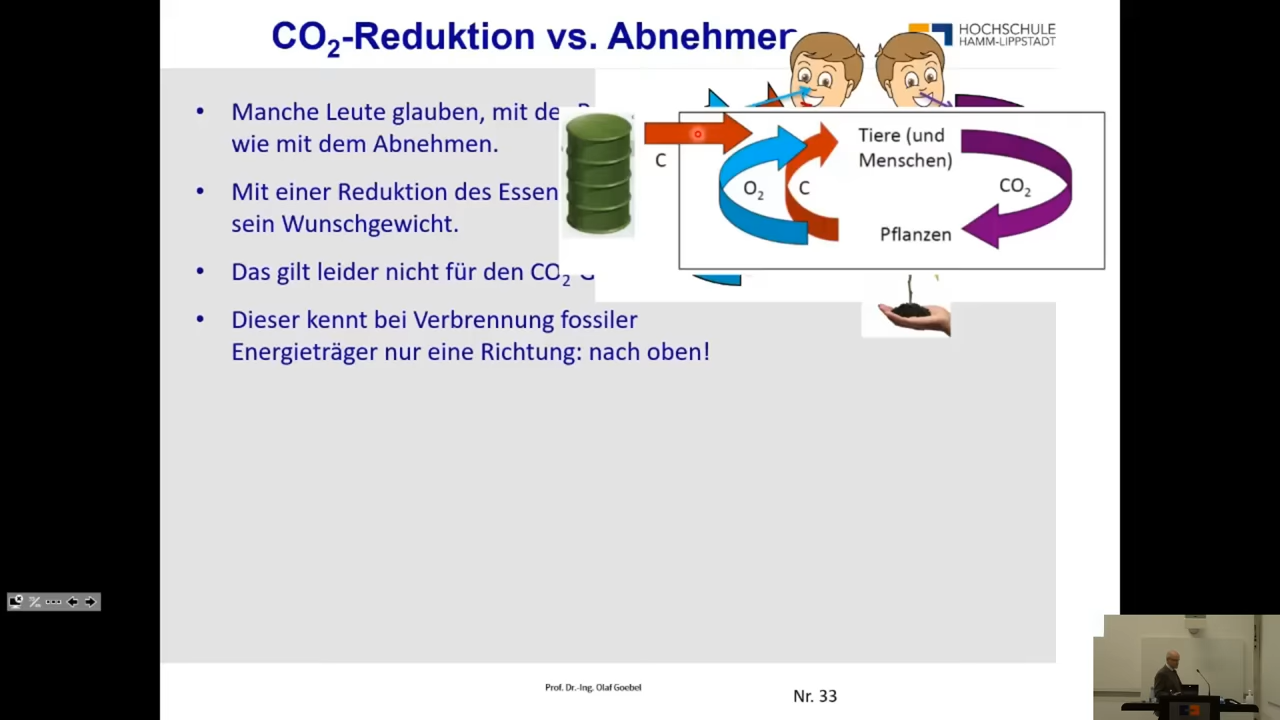 CO₂-Reduktion vs. Abnehmen
HOCHSCHULE
HAMM-LIPPSTADT
• Manche Leute glauben, mit der
wie mit dem Abnehmen.
• Mit einer Reduktion des Essen
sein Wunschgewicht.
• Das gilt leider nicht für den CO₂
• Dieser kennt bei Verbrennung fossiler
Energieträger nur eine Richtung: nach oben!
C
O₂
C
Tiere (und
Menschen)
CO₂
Pflanzen
Prof. Dr.-Ing. Olaf Goebel
Nr. 33